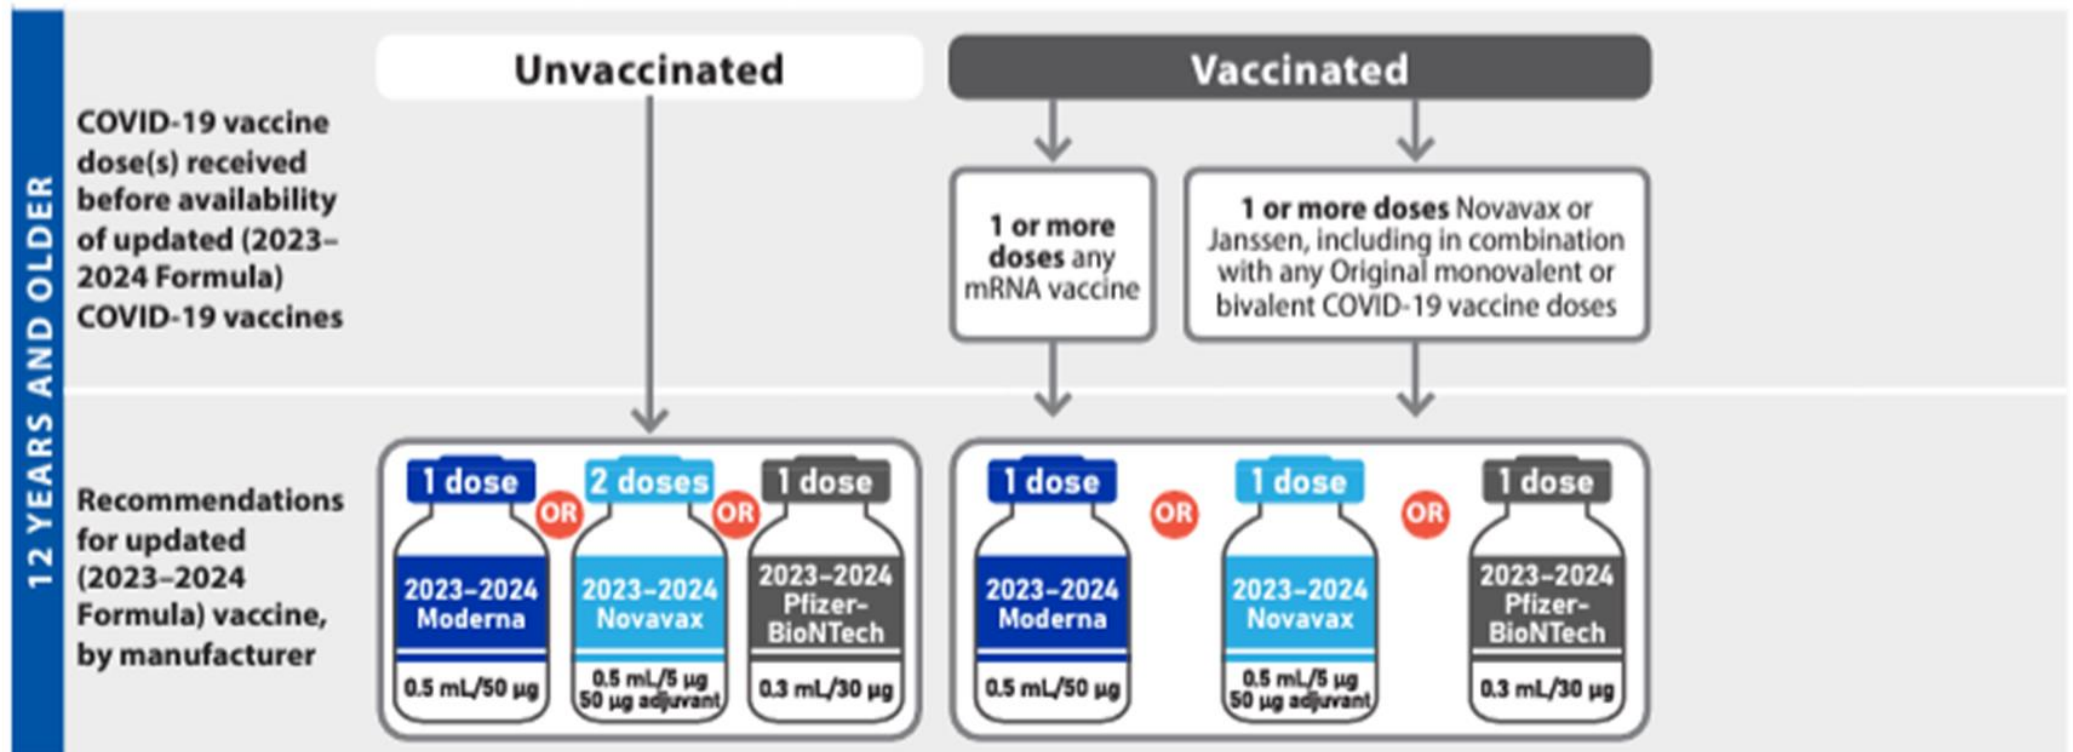 12 YEARS AND OLDER
COVID-19 vaccine
dose(s) received
before availability
of updated (2023–
2024 Formula)
COVID-19 vaccines
Unvaccinated
Vaccinated
1 or more
doses any
mRNA vaccine
1 or more doses Novavax or
Janssen, including in combination
with any Original monovalent or
bivalent COVID-19 vaccine doses
Recommendations
for updated
(2023–2024
Formula) vaccine,
by manufacturer
1 dose
2023–2024
Moderna
0.5 mL/50 µg
OR
2 doses
2023–2024
Novavax
0.5 mL/5 µg
50 µg adjuvant
OR
1 dose
2023–2024
Pfizer–
BioNTech
0.3 mL/30 µg
1 dose
2023–2024
Moderna
0.5 mL/50 µg
OR
1 dose
2023–2024
Novavax
0.5 mL/5 µg
50 µg adjuvant
OR
1 dose
2023–2024
Pfizer–
BioNTech
0.3 mL/30 µg